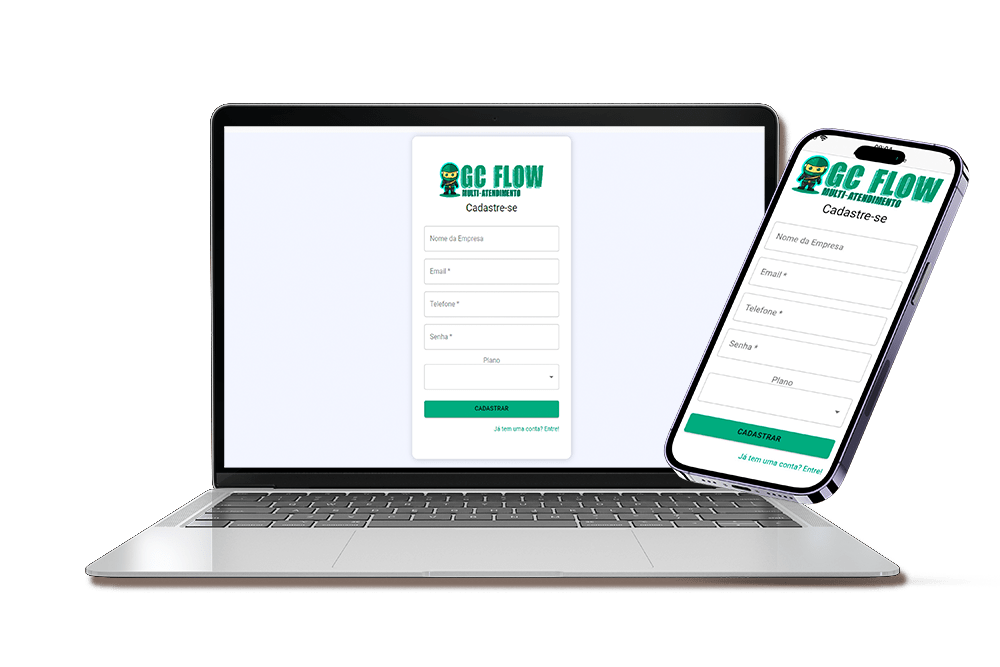 GC FLOW
MULTI-ATENDIMENTO
Cadastre-se
Nome da Empresa
Email *
Telefone *
Senha *
Plano
CADASTRAR
Já tem uma conta? Entre!
GC FLOW
MULTI-ATENDIMENTO
Cadastre-se
Nome da Empresa
Email *
Telefone *
Senha *
Plano
CADASTRAR
Já tem uma conta? Entre!